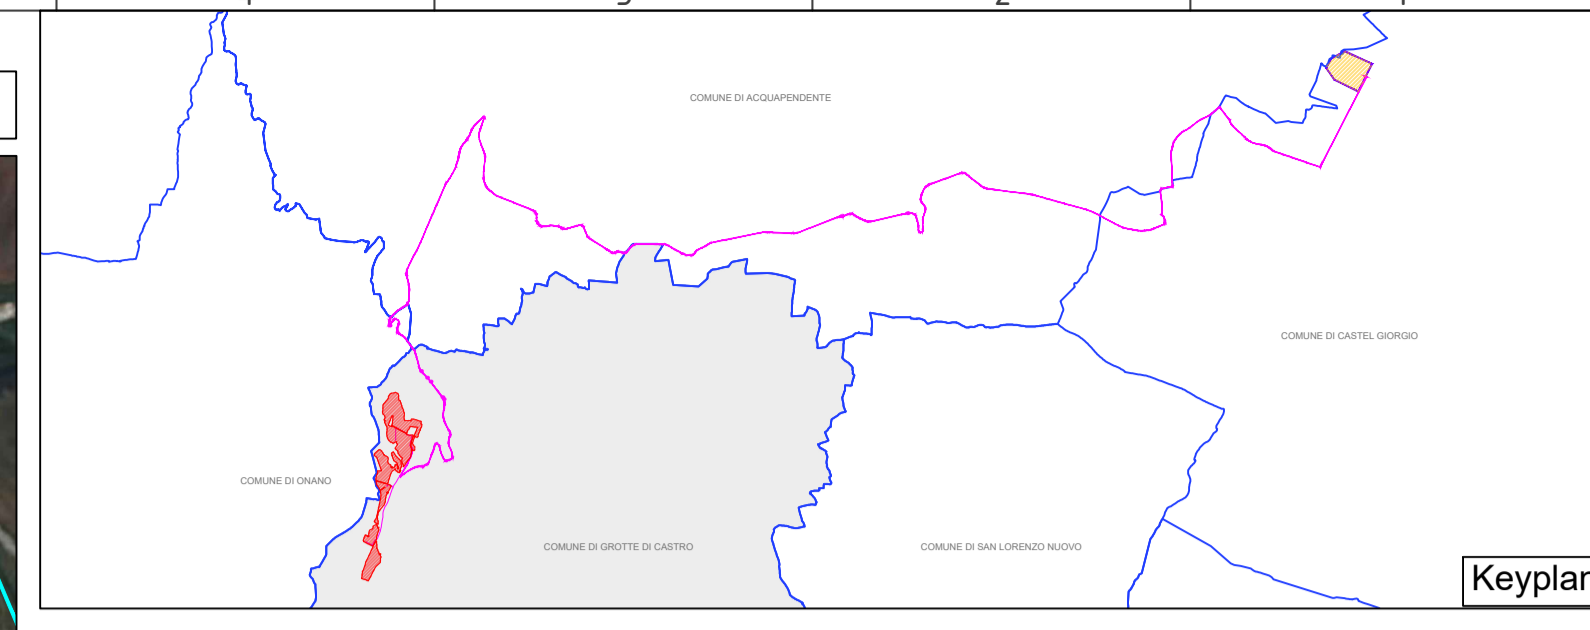 COMUNE DI ACQUAPENDENTE
COMUNE DI CASTEL GIORGIO
COMUNE DI ONANO
COMUNE DI GROTTE DI CASTRO
COMUNE DI SAN LORENZO NUOVO
Keyplan